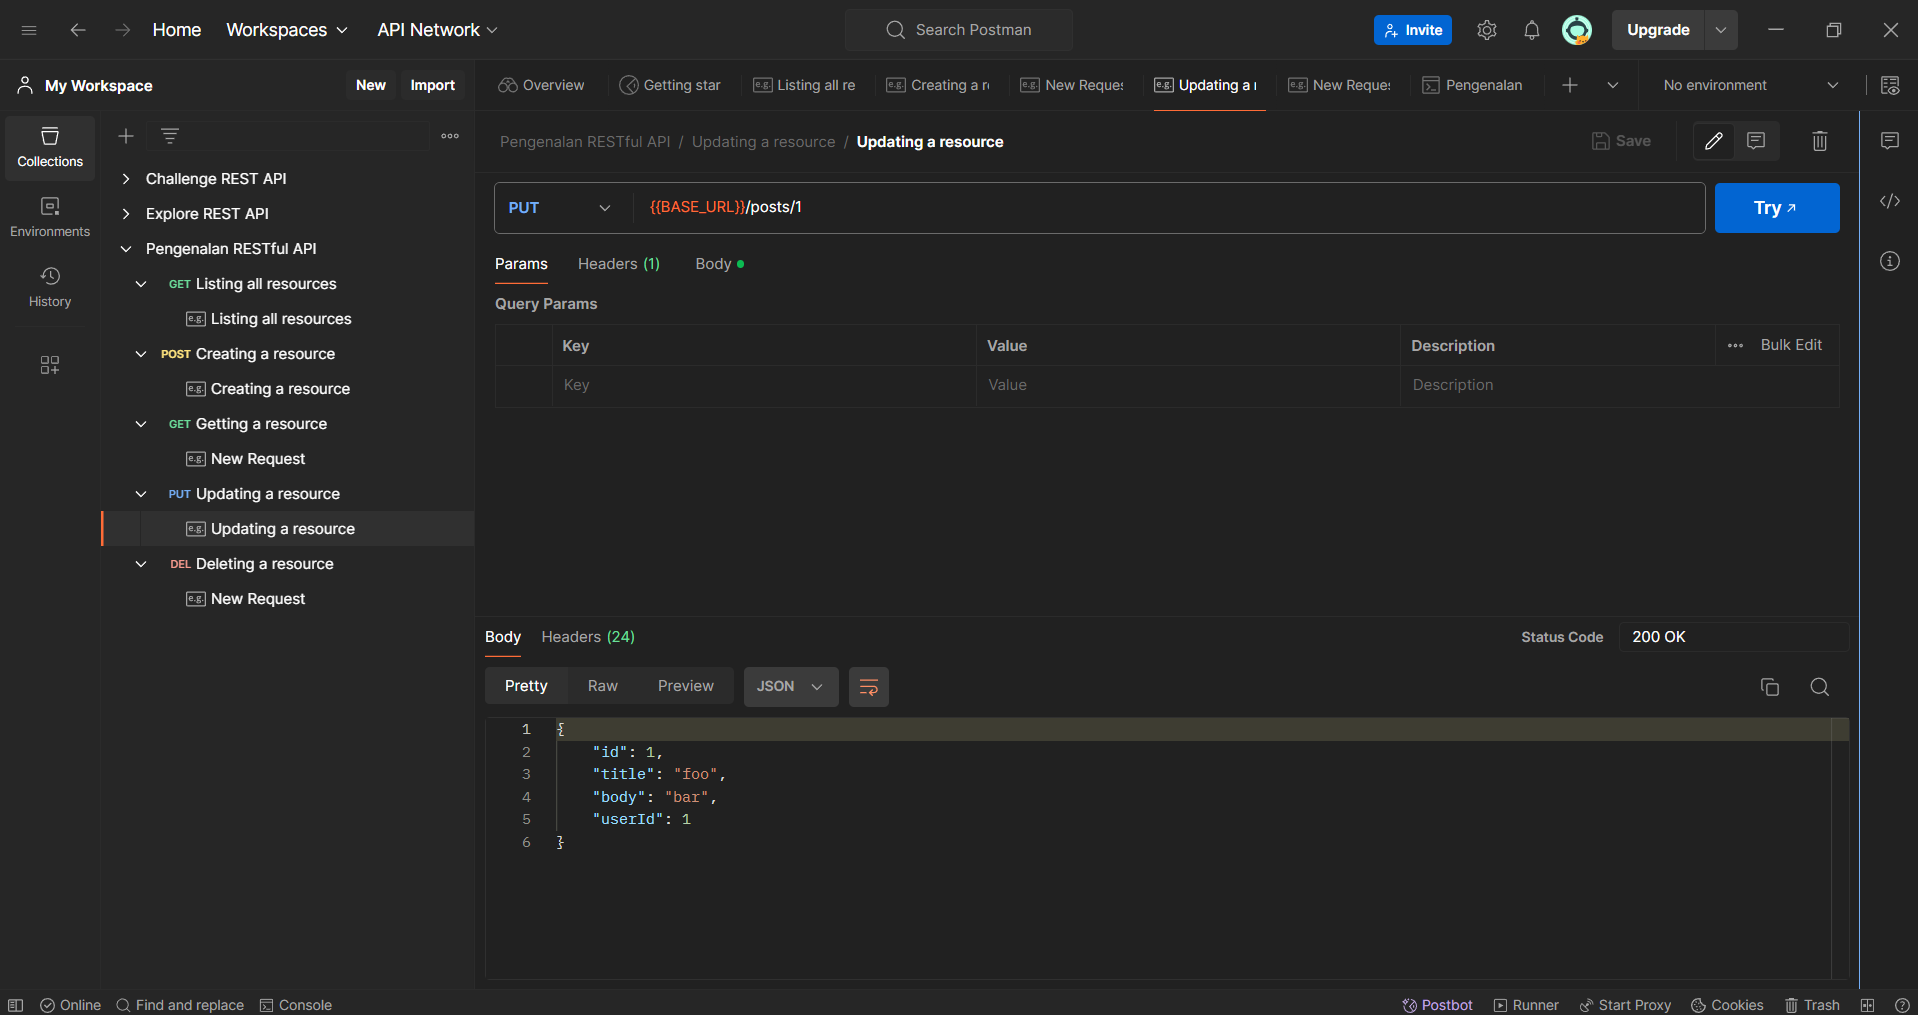 Home Workspaces API Network Search Postman Invite Upgrade
My Workspace New Import
Overview Getting star Listing all re Creating a re New Reques Updating a r New Reques Pengenalan No environment
Collections
Environments
History
Challenge REST API
Explore REST API
Pengenalan RESTful API
GET Listing all resources
e.g. Listing all resources
POST Creating a resource
e.g. Creating a resource
GET Getting a resource
e.g. New Request
PUT Updating a resource
e.g. Updating a resource
DEL Deleting a resource
e.g. New Request
Pengenalan RESTful API / Updating a resource / Updating a resource Save
PUT {{BASE_URL}}/posts/1 Try
Params Headers (1) Body
Query Params
Key Value Description Bulk Edit
Key Value Description
Body Headers (24) Status Code 200 OK
Pretty Raw Preview JSON
1 {
2 "id": 1,
3 "title": "foo",
4 "body": "bar",
5 "userId": 1
6 }
Online Find and replace Console Postbot Runner Start Proxy Cookies Trash